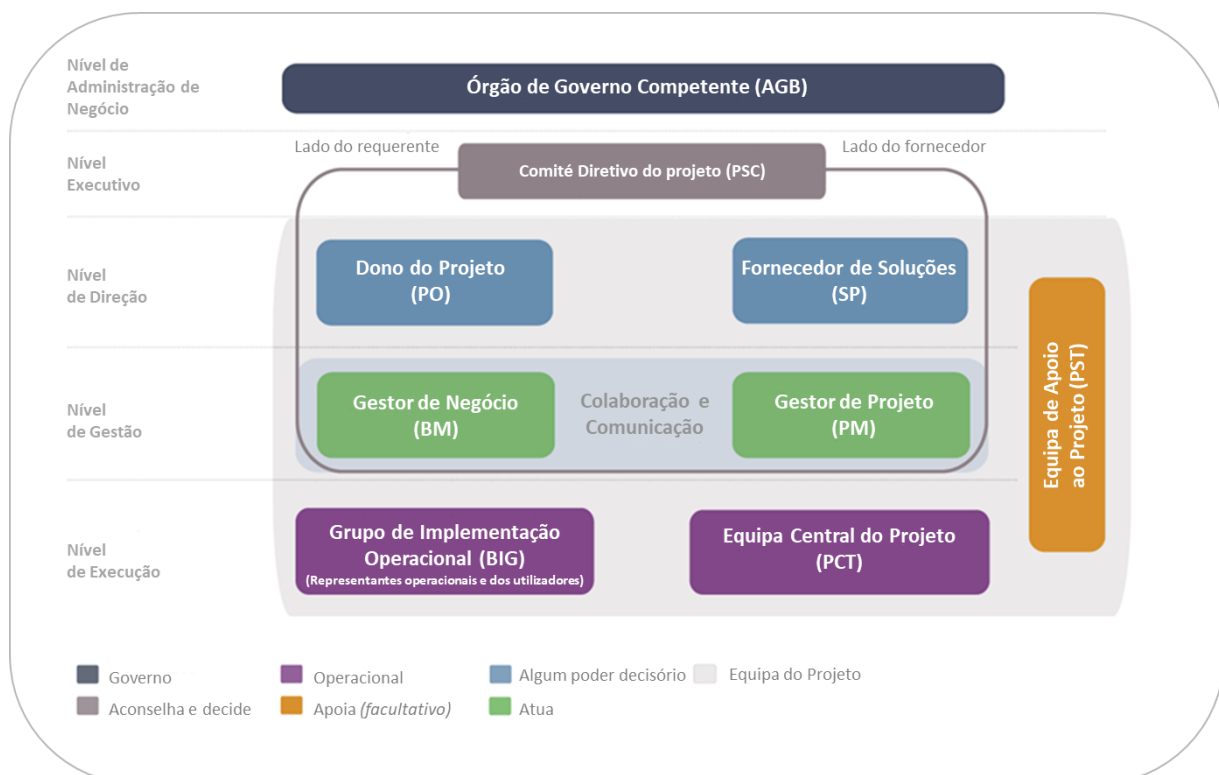 Nível de
Administração de
Negócio
Órgão de Governo Competente (AGB)
Nível
Executivo
Lado do requerente
Comité Diretivo do projeto (PSC)
Lado do fornecedor
Nível
de Direção
Dono do Projeto
(PO)
Fornecedor de Soluções
(SP)
Nível
de Gestão
Gestor de Negócio
(BM)
Colaboração e
Comunicação
Gestor de Projeto
(PM)
Equipa de Apoio
ao Projeto (PST)
Nível
de Execução
Grupo de Implementação
Operacional (BIG)
(Representantes operacionais e dos utilizadores)
Equipa Central do Projeto
(PCT)
Governo
Operacional
Algum poder decisório
Equipa do Projeto
Aconselha e decide
Apoia (facultativo)
Atua